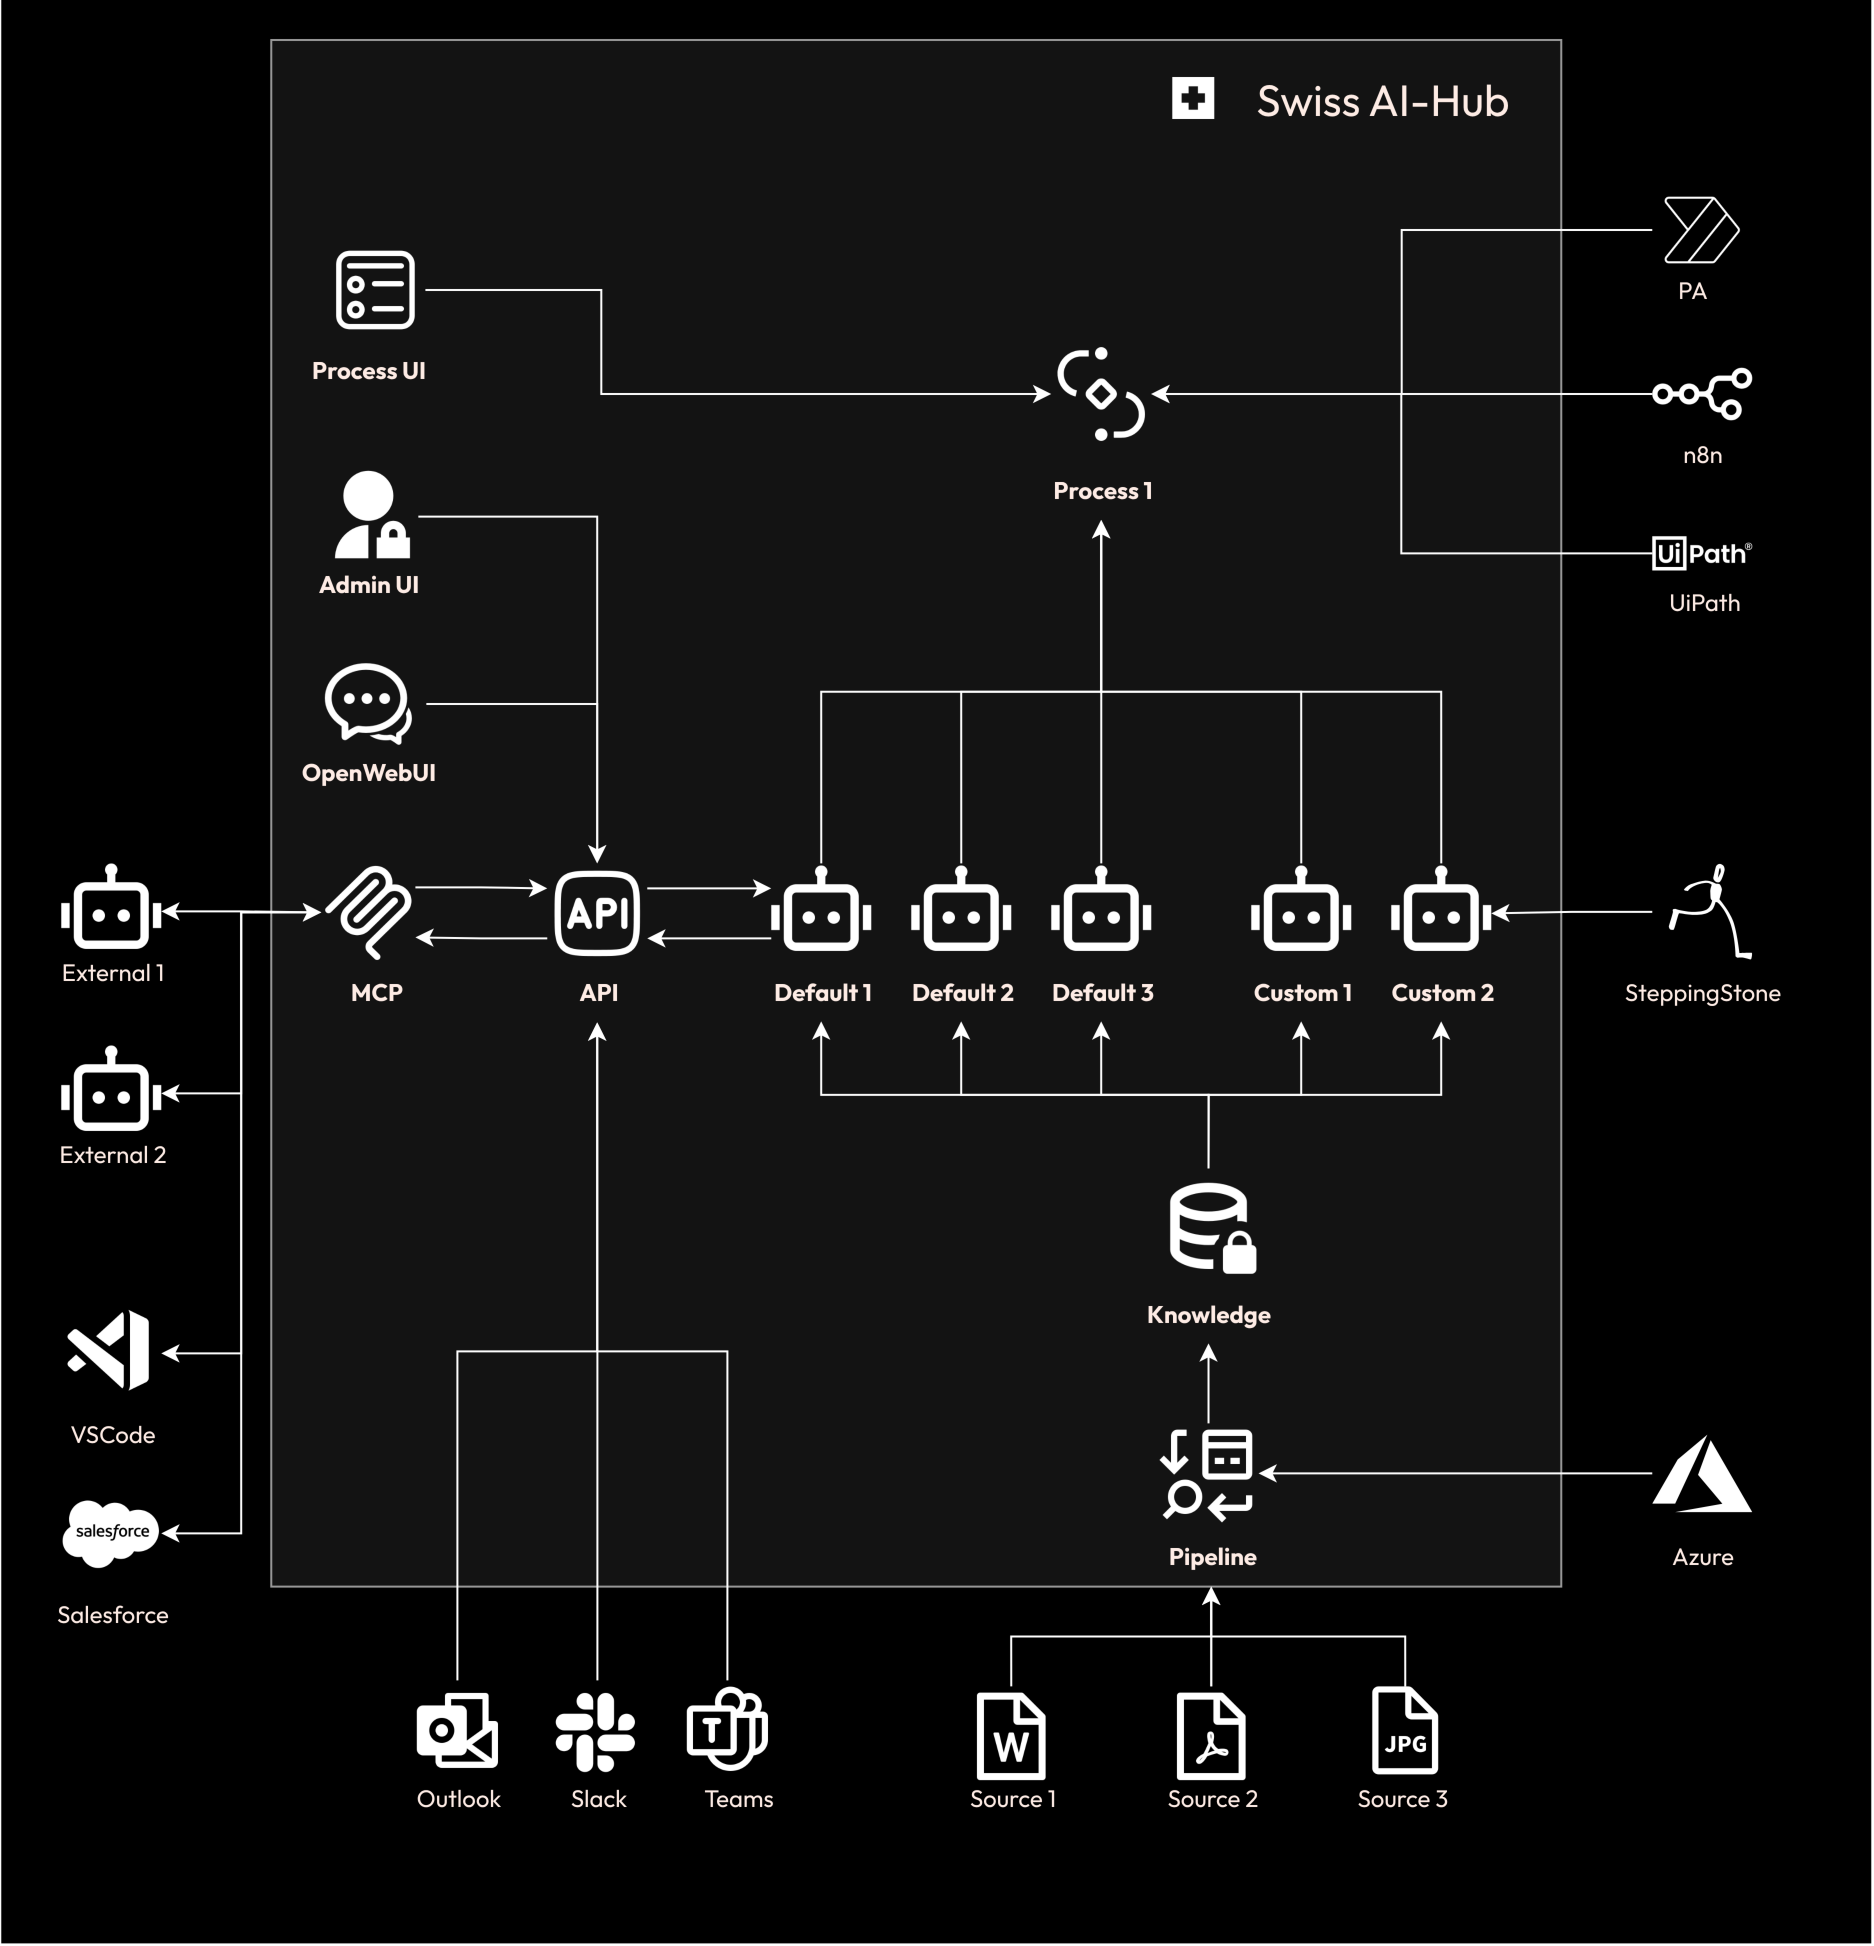 Swiss AI-Hub
PA
Process UI
n8n
Process 1
Admin UI
Ui Path®
UiPath
OpenWebUI
API
External 1
MCP
API
Default 1
Default 2
Default 3
Custom 1
Custom 2
SteppingStone
External 2
Knowledge
VSCode
salesforce
Salesforce
Pipeline
Azure
T
W
JPG
Outlook
Slack
Teams
Source 1
Source 2
Source 3